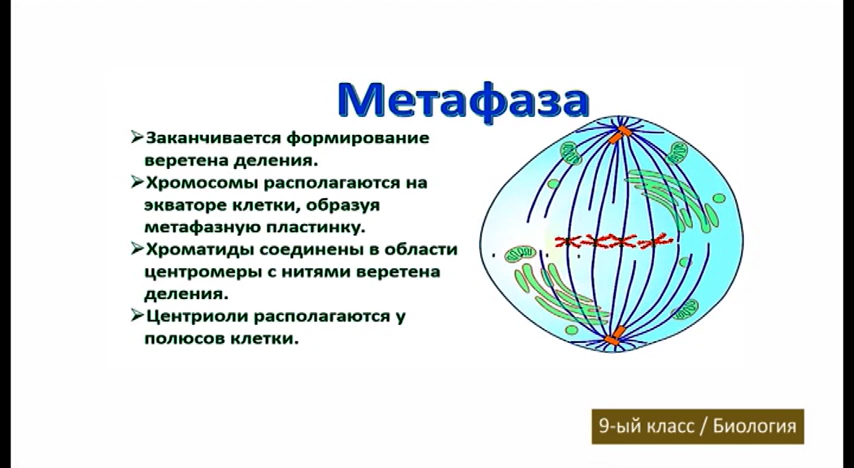 Метафаза
➢Заканчивается формирование
веретена деления.
➢Хромосомы располагаются на
экваторе клетки, образуя
метафазную пластинку.
➢Хроматиды соединены в области
центромеры с нитями веретена
деления.
➢Центриоли располагаются у
полюсов клетки.
9-ый класс / Биология